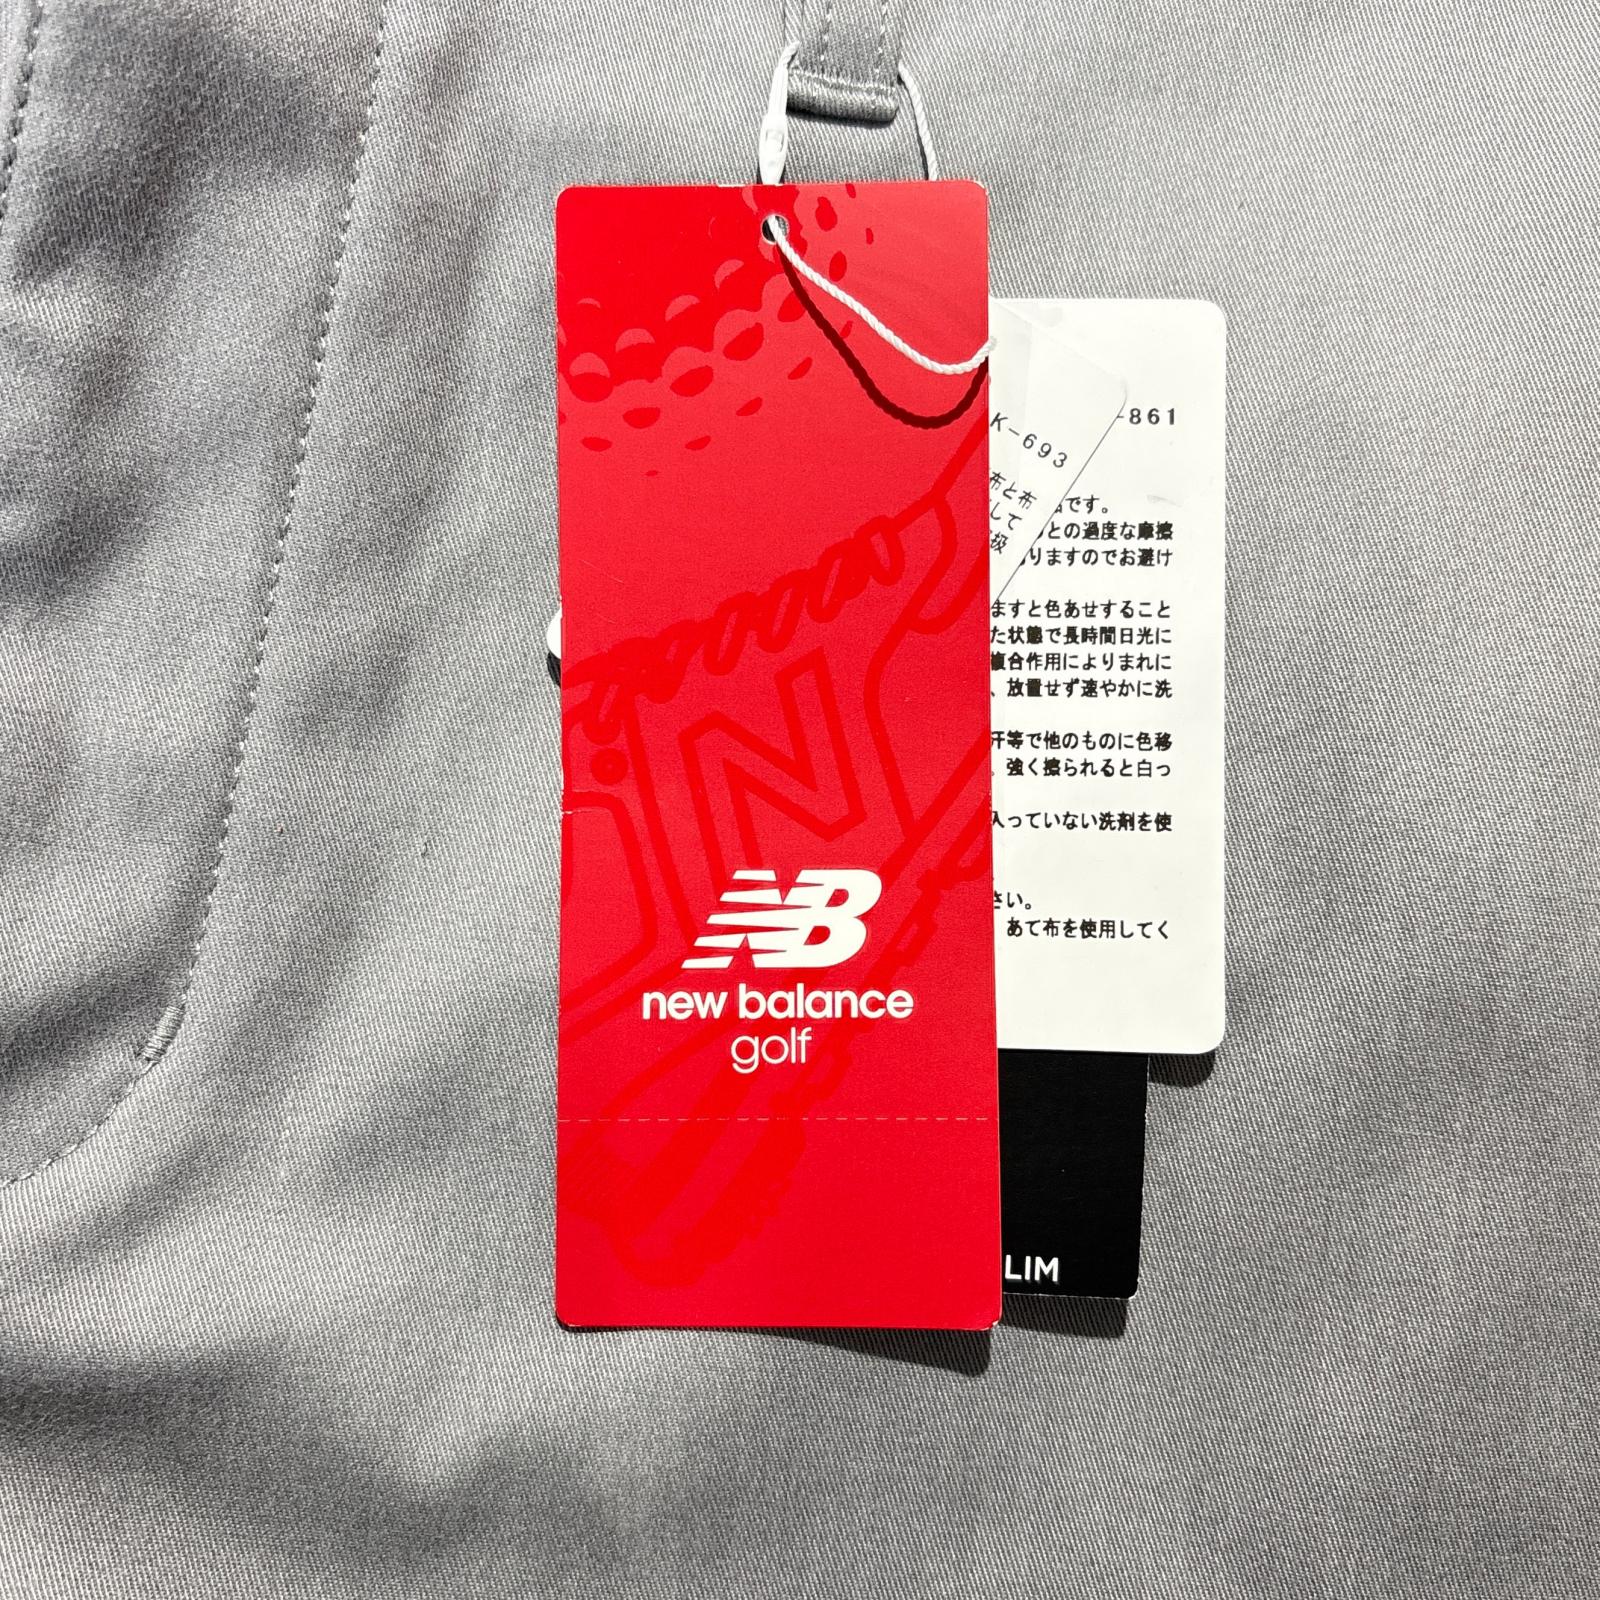 NB
new balance
golf
K-693
布と布
して
扱
-861
です。
との過度な摩擦
りますのでお避け
ますと色あせすること
た状態で長時間日光に
複合作用によりまれに
、放置せず速やかに洗
汗等で他のものに色移
。強く擦られると白っ
入っていない洗剤を使
さい。
あて布を使用してく
LIM